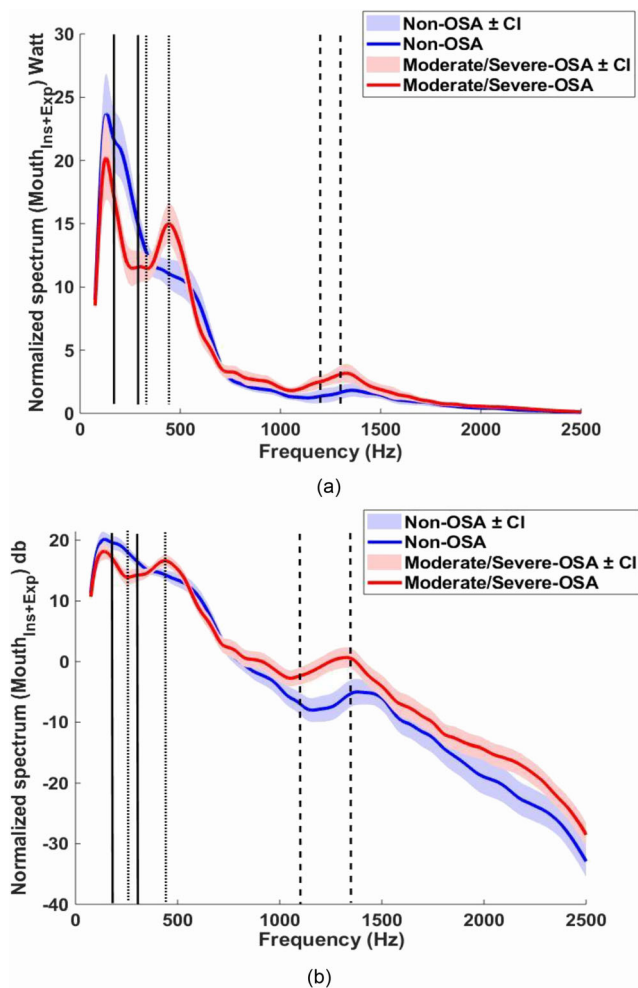 (a)
Non-OSA ± CI
Non-OSA
Moderate/Severe-OSA ± CI
Moderate/Severe-OSA
Normalized spectrum (Mouth_Ins+Exp) Watt
30
25
20
15
10
5
0
0 500 1000 1500 2000 2500
Frequency (Hz)
(a)
Non-OSA ± CI
Non-OSA
Moderate/Severe-OSA ± CI
Moderate/Severe-OSA
Normalized spectrum (Mouth_Ins+Exp) db
20
10
0
-10
-20
-30
-40
0 500 1000 1500 2000 2500
Frequency (Hz)
(b)